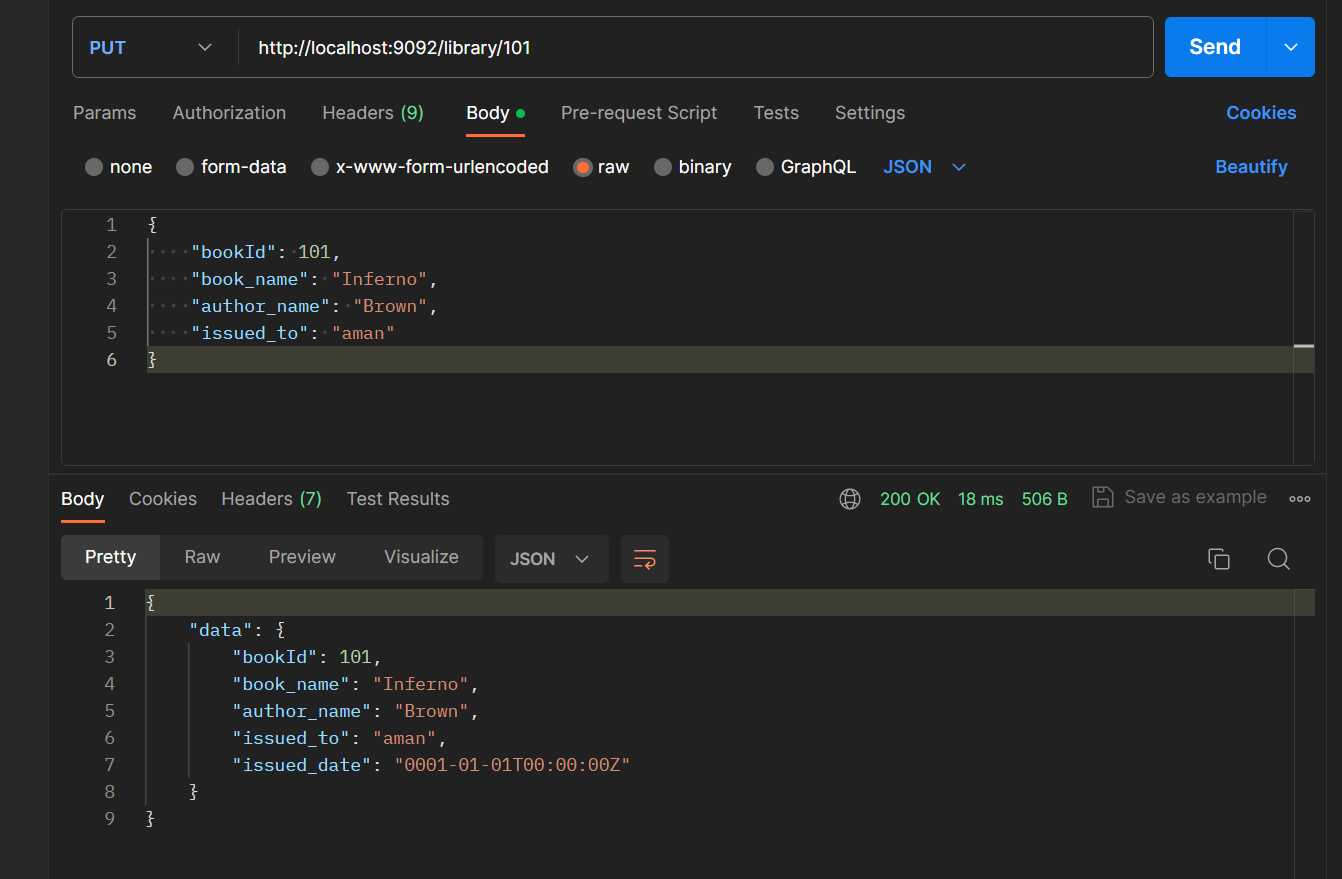 PUT http://localhost:9092/library/101 Send
Params Authorization Headers (9) Body Pre-request Script Tests Settings Cookies
none form-data x-www-form-urlencoded raw binary GraphQL JSON Beautify
1 {
2 "bookId": 101,
3 "book_name": "Inferno",
4 "author_name": "Brown",
5 "issued_to": "aman"
6 }
Body Cookies Headers (7) Test Results 200 OK 18 ms 506 B Save as example
Pretty Raw Preview Visualize JSON
1 {
2 "data": {
3 "bookId": 101,
4 "book_name": "Inferno",
5 "author_name": "Brown",
6 "issued_to": "aman",
7 "issued_date": "0001-01-01T00:00:00Z"
8 }
9 }